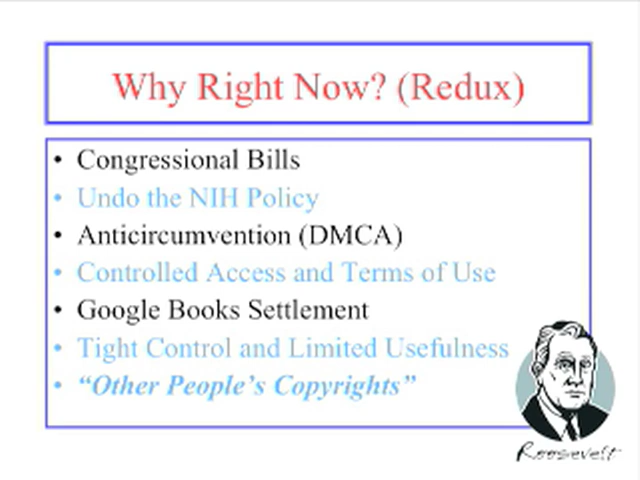 Why Right Now? (Redux)
• Congressional Bills
• Undo the NIH Policy
• Anticircumvention (DMCA)
• Controlled Access and Terms of Use
• Google Books Settlement
• Tight Control and Limited Usefulness
• “Other People’s Copyrights”
Roosevelt